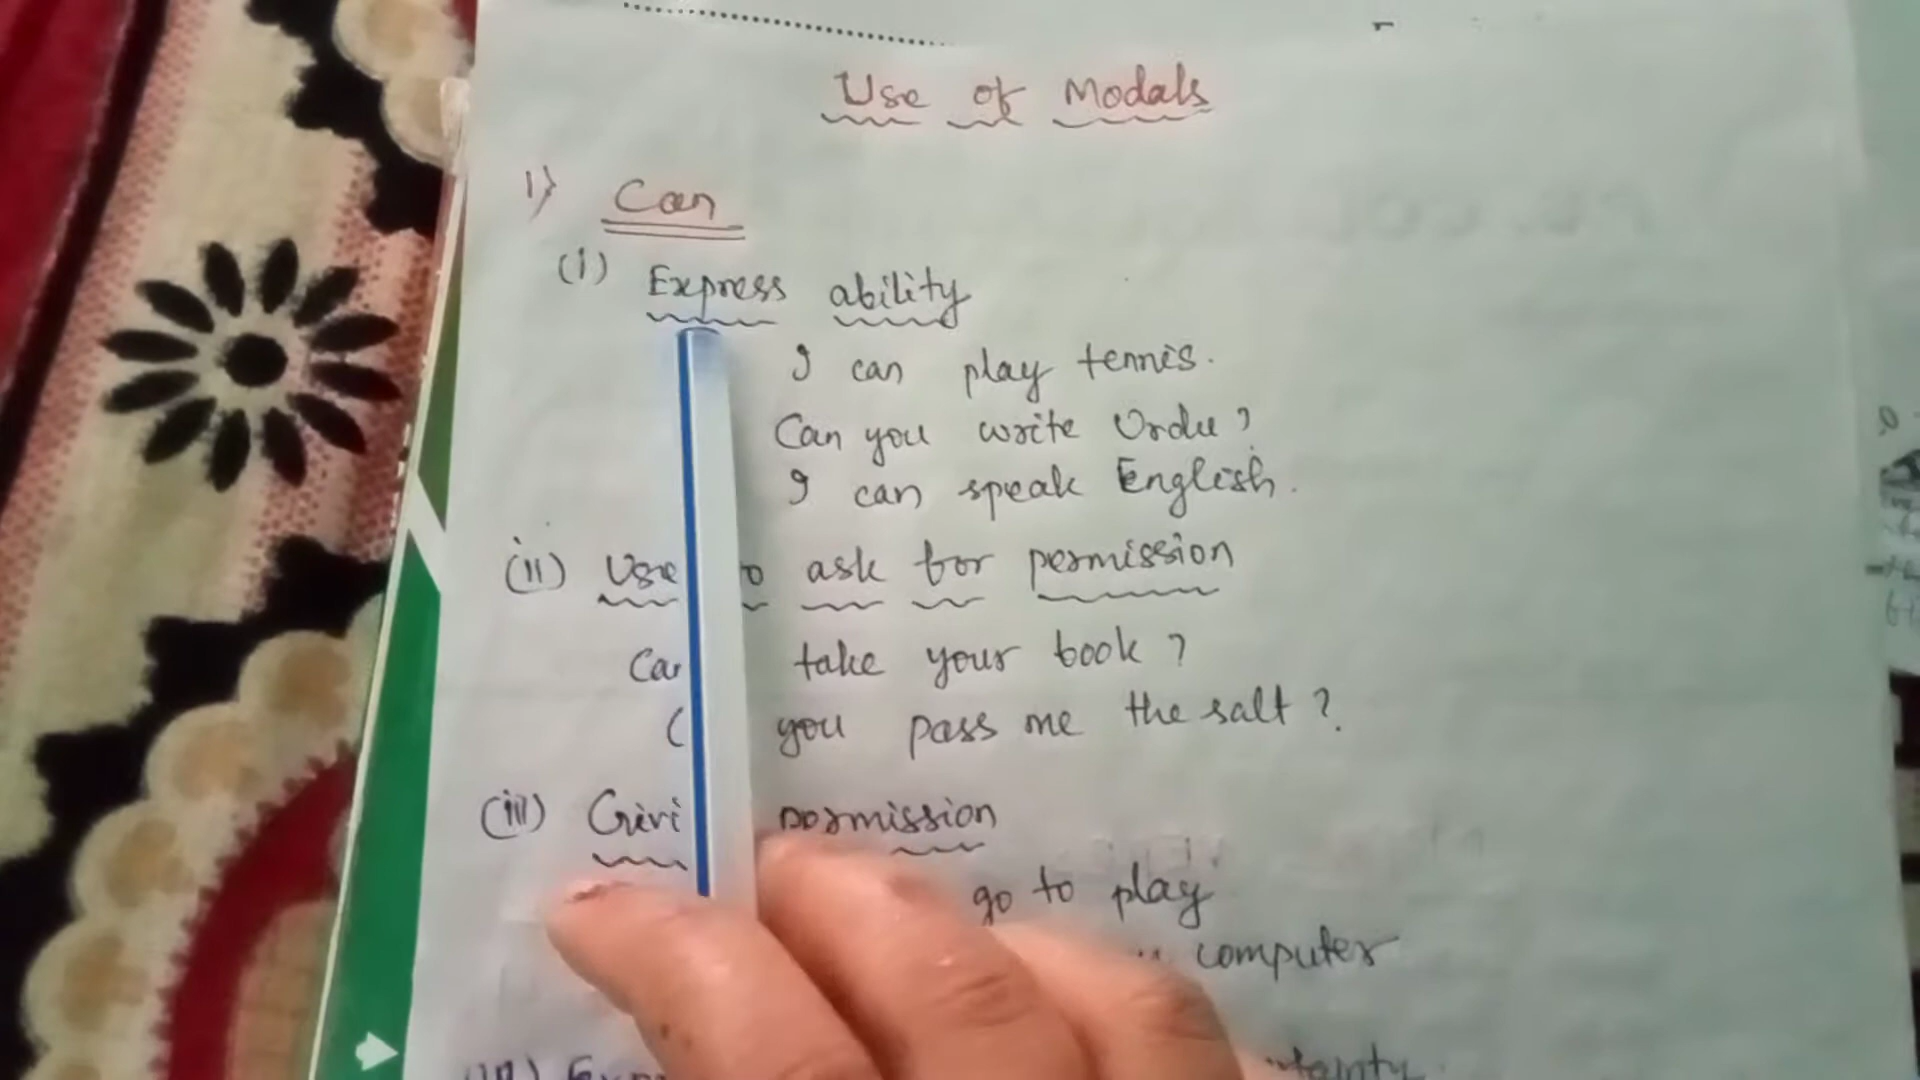 Use of Modals
1) Can
(i) Express ability
I can play tennis.
Can you write Urdu?
I can speak English.
(ii) Use to ask for permission
take your book?
you pass me the salt?
(iii) permission
go to play
computer